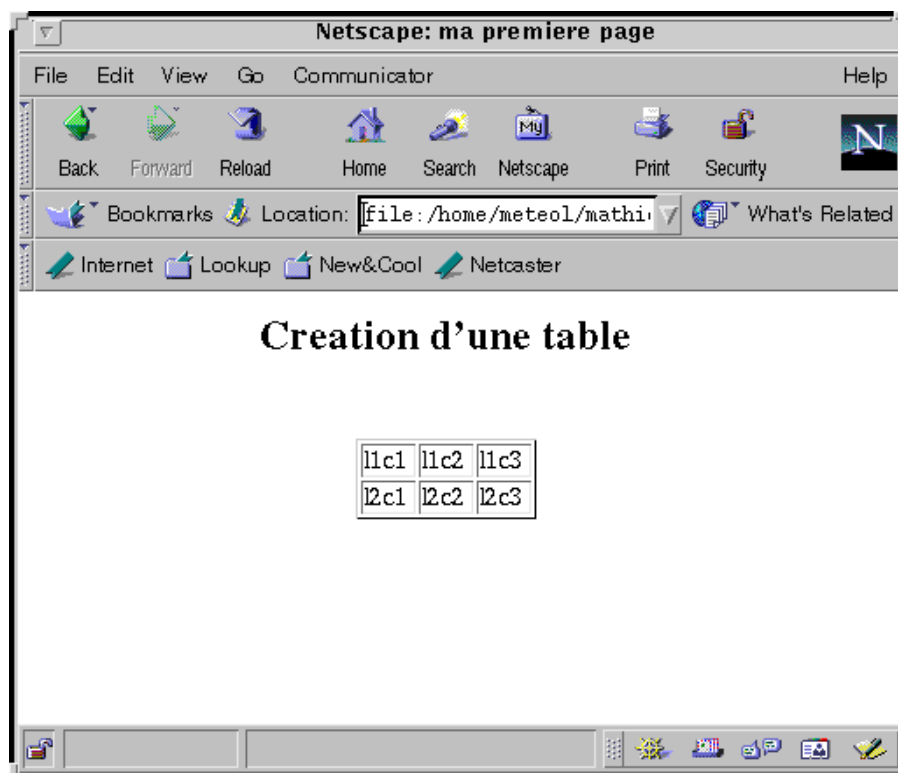 Netscape: ma premiere page
File Edit View Go Communicator Help
Back Forward Reload Home Search Netscape Print Security
My
N
Bookmarks Location: file:/home/meteol/mathi What's Related
Internet Lookup New&Cool Netcaster
Creation d'une table
l1c1 l1c2 l1c3
l2c1 l2c2 l2c3